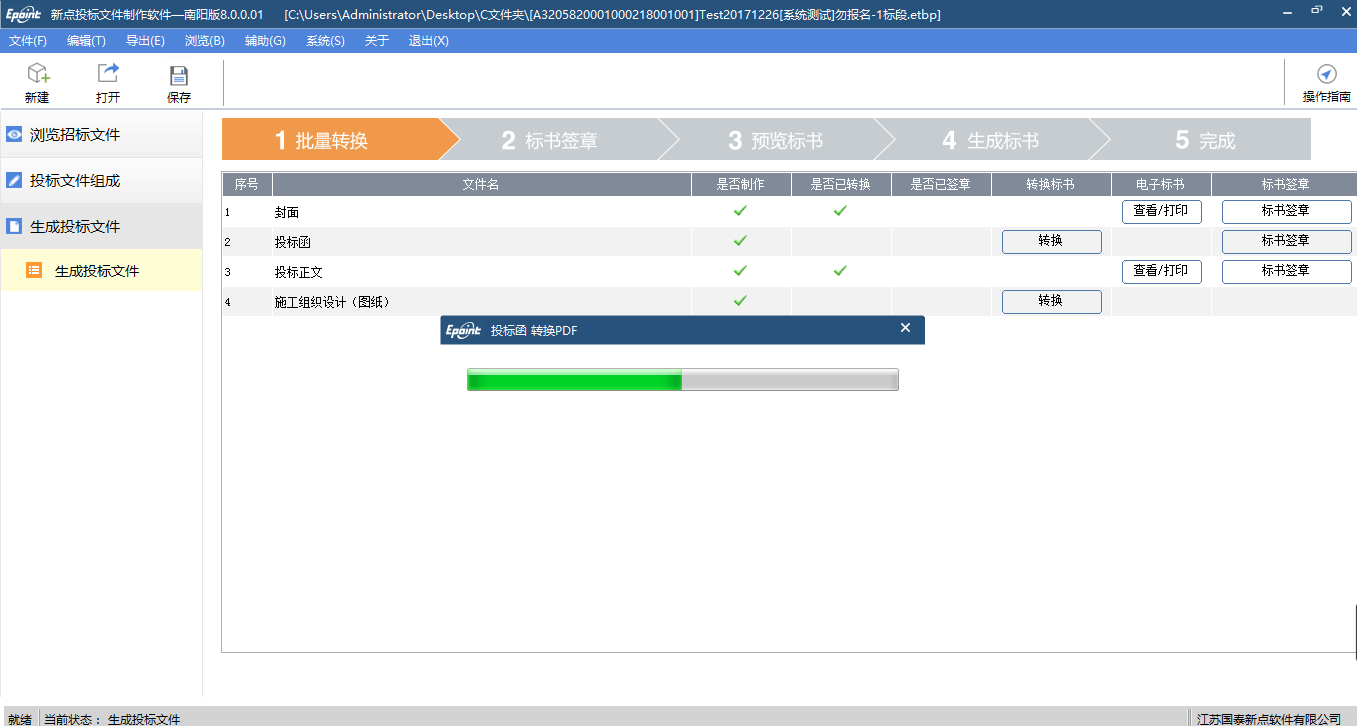 Epoint 新点投标文件制作软件—南阳版8.0.0.01 [C:\Users\Administrator\Desktop\C文件夹\[A3205820001000218001001]Test20171226[系统测试]勿报名-1标段.etbp]
文件(F) 编辑(T) 导出(E) 浏览(B) 辅助(G) 系统(S) 关于 退出(X)
新建 打开 保存 操作指南
浏览招标文件
投标文件组成
生成投标文件
生成投标文件
1 批量转换 2 标书签章 3 预览标书 4 生成标书 5 完成
序号 文件名 是否制作 是否已转换 是否已签章 转换标书 电子标书 标书签章
1 封面 查看/打印 标书签章
2 投标函 转换 标书签章
3 投标正文 查看/打印 标书签章
4 施工组织设计（图纸） 转换
Epoint 投标函 转换PDF
就绪 当前状态： 生成投标文件 江苏国泰新点软件有限公司